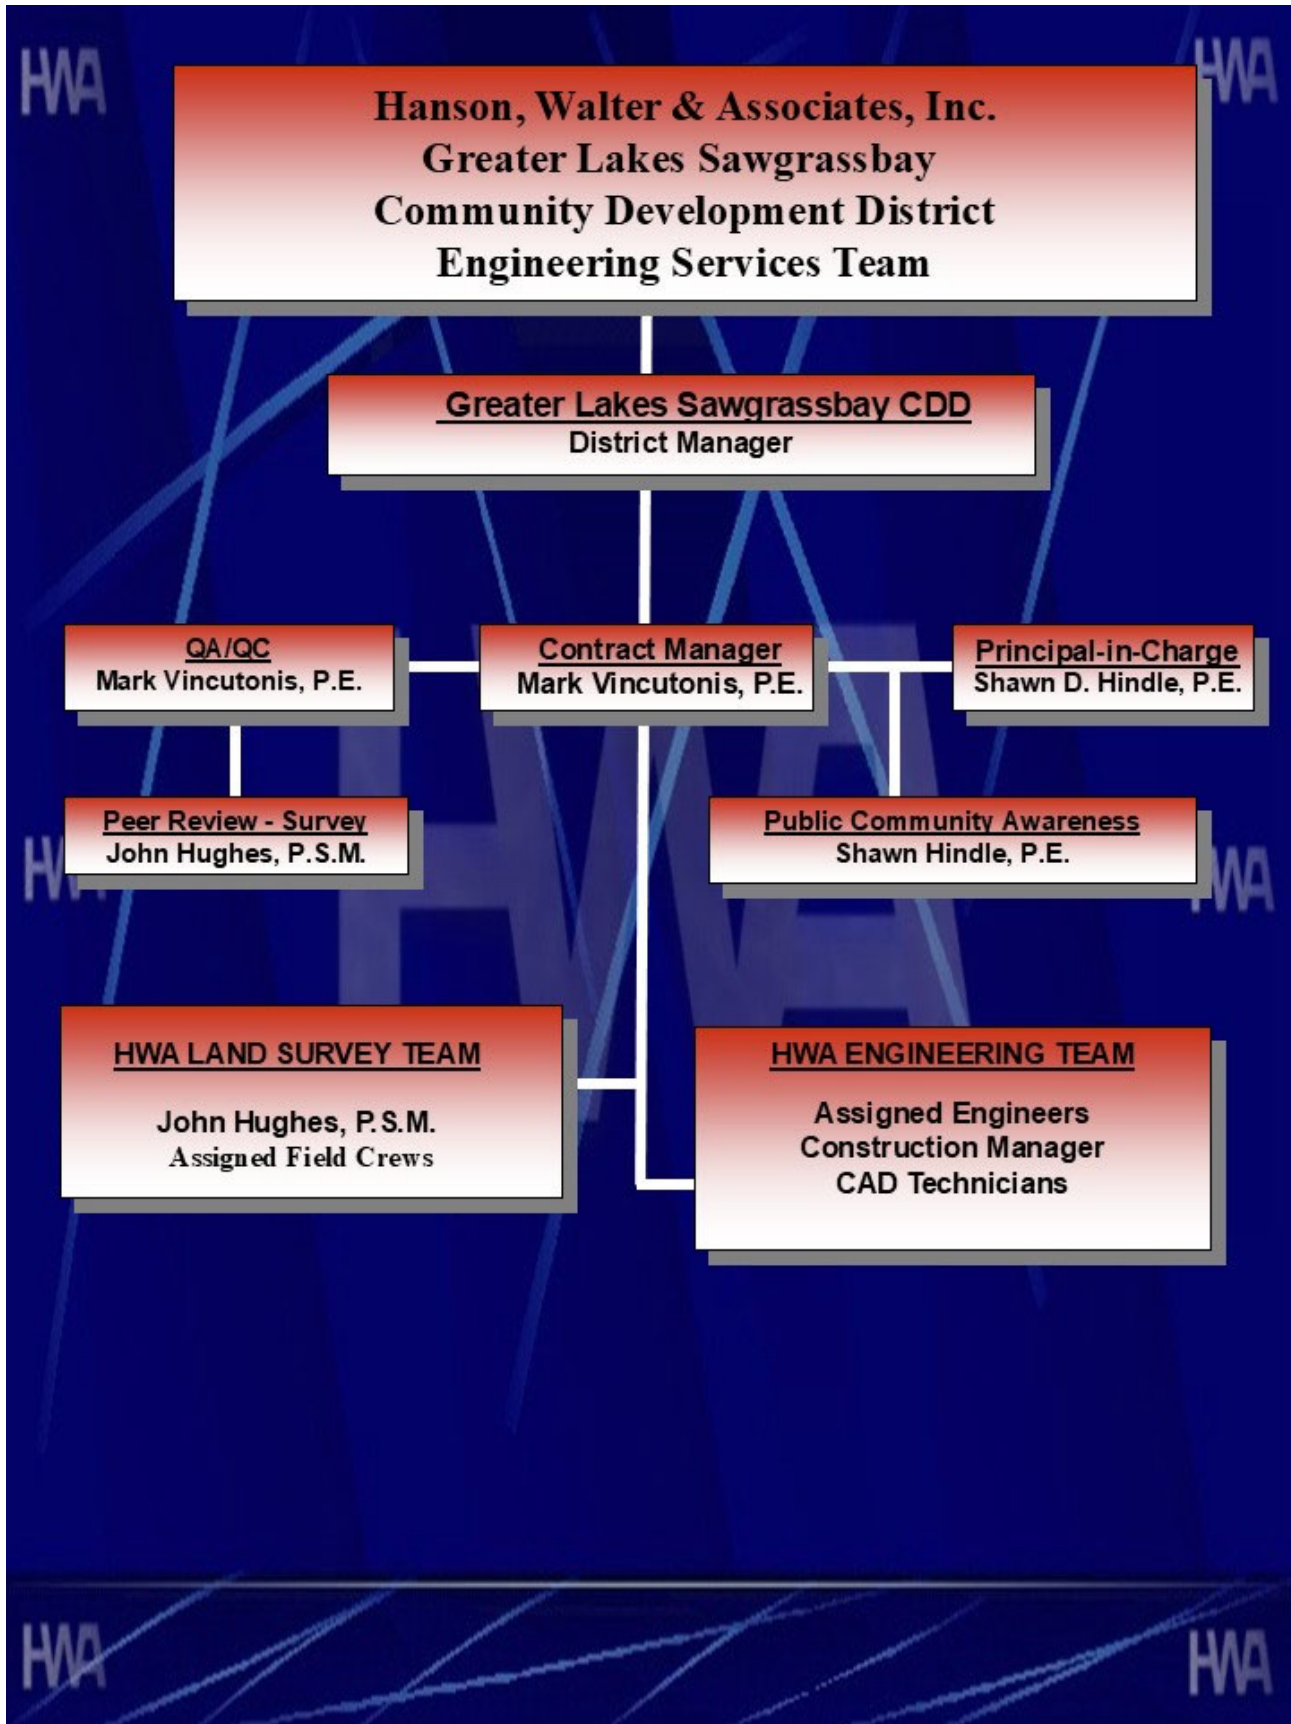 HWA
HWA
Hanson, Walter & Associates, Inc.
Greater Lakes Sawgrassbay
Community Development District
Engineering Services Team
Greater Lakes Sawgrassbay CDD
District Manager
QA/QC
Mark Vincutonis, P.E.
Contract Manager
Mark Vincutonis, P.E.
Principal-in-Charge
Shawn D. Hindle, P.E.
Peer Review - Survey
John Hughes, P.S.M.
Public Community Awareness
Shawn Hindle, P.E.
HWA
HWA
HWA
HWA LAND SURVEY TEAM
John Hughes, P.S.M.
Assigned Field Crews
HWA ENGINEERING TEAM
Assigned Engineers
Construction Manager
CAD Technicians
HWA
HWA